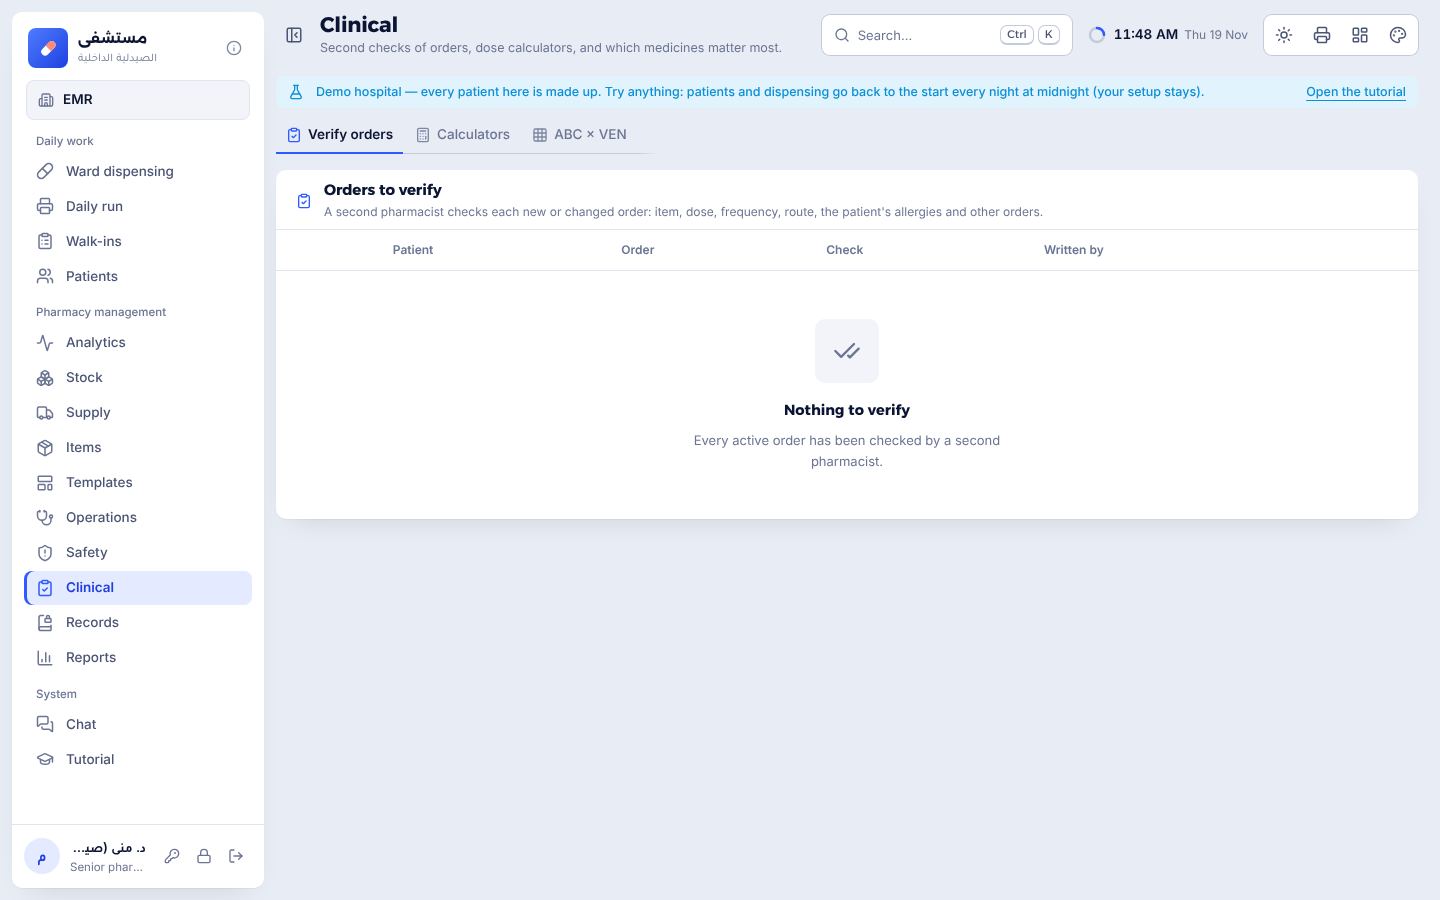 مستشفى
الصيدلية الداخلية
EMR
Daily work
Ward dispensing
Daily run
Walk-ins
Patients
Pharmacy management
Analytics
Stock
Supply
Items
Templates
Operations
Safety
Clinical
Records
Reports
System
Chat
Tutorial
م
د. منى (صيـ...
Senior phar...
Clinical
Second checks of orders, dose calculators, and which medicines matter most.
Search...
Ctrl K
11:48 AM Thu 19 Nov
Demo hospital — every patient here is made up. Try anything: patients and dispensing go back to the start every night at midnight (your setup stays).
Open the tutorial
Verify orders
Calculators
ABC × VEN
Orders to verify
A second pharmacist checks each new or changed order: item, dose, frequency, route, the patient's allergies and other orders.
Patient Order Check Written by
Nothing to verify
Every active order has been checked by a second
pharmacist.